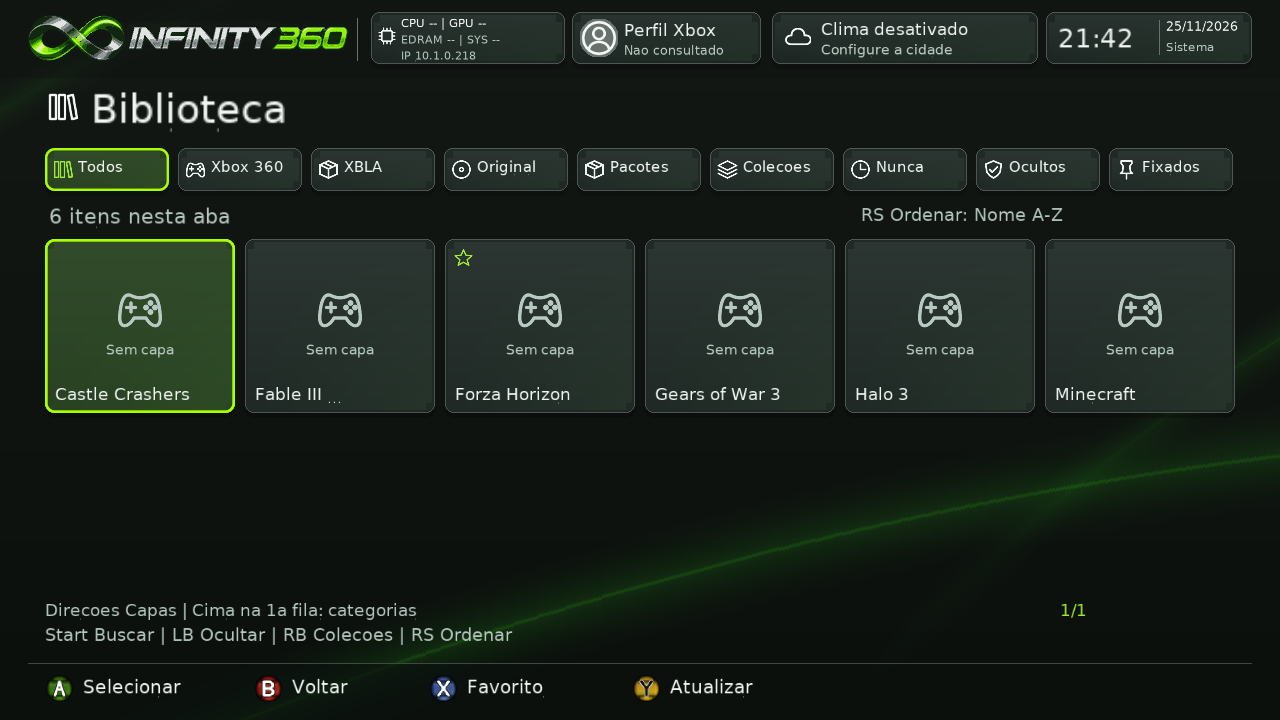 INFINITY 360
CPU -- | GPU --
EDRAM -- | SYS --
IP 10.1.0.218
Perfil Xbox
Nao consultado
Clima desativado
Configure a cidade
21:42
25/11/2026
Sistema
Biblioteca
Todos
Xbox 360
XBLA
Original
Pacotes
Colecoes
Nunca
Ocultos
Fixados
6 itens nesta aba
RS Ordenar: Nome A-Z
Sem capa
Sem capa
Sem capa
Sem capa
Sem capa
Sem capa
Castle Crashers
Fable III ...
Forza Horizon
Gears of War 3
Halo 3
Minecraft
Direcoes Capas | Cima na 1a fila: categorias
1/1
Start Buscar | LB Ocultar | RB Colecoes | RS Ordenar
A Selecionar
B Voltar
X Favorito
Y Atualizar